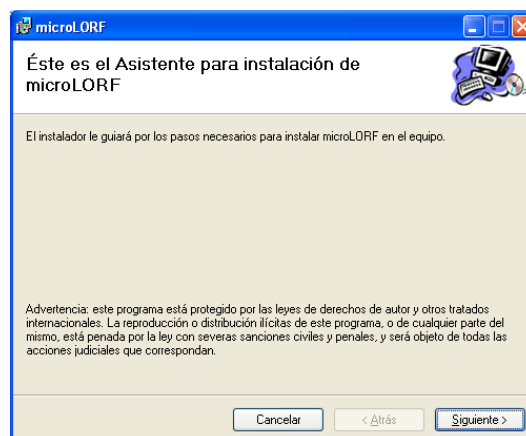 microLORF
Éste es el Asistente para instalación de
microLORF
El instalador le guiará por los pasos necesarios para instalar microLORF en el equipo.
Advertencia: este programa está protegido por las leyes de derechos de autor y otros tratados
internacionales. La reproducción o distribución ilícitas de este programa, o de cualquier parte del
mismo, está penada por la ley con severas sanciones civiles y penales, y será objeto de todas las
acciones judiciales que correspondan.
Cancelar < Atrás Siguiente >